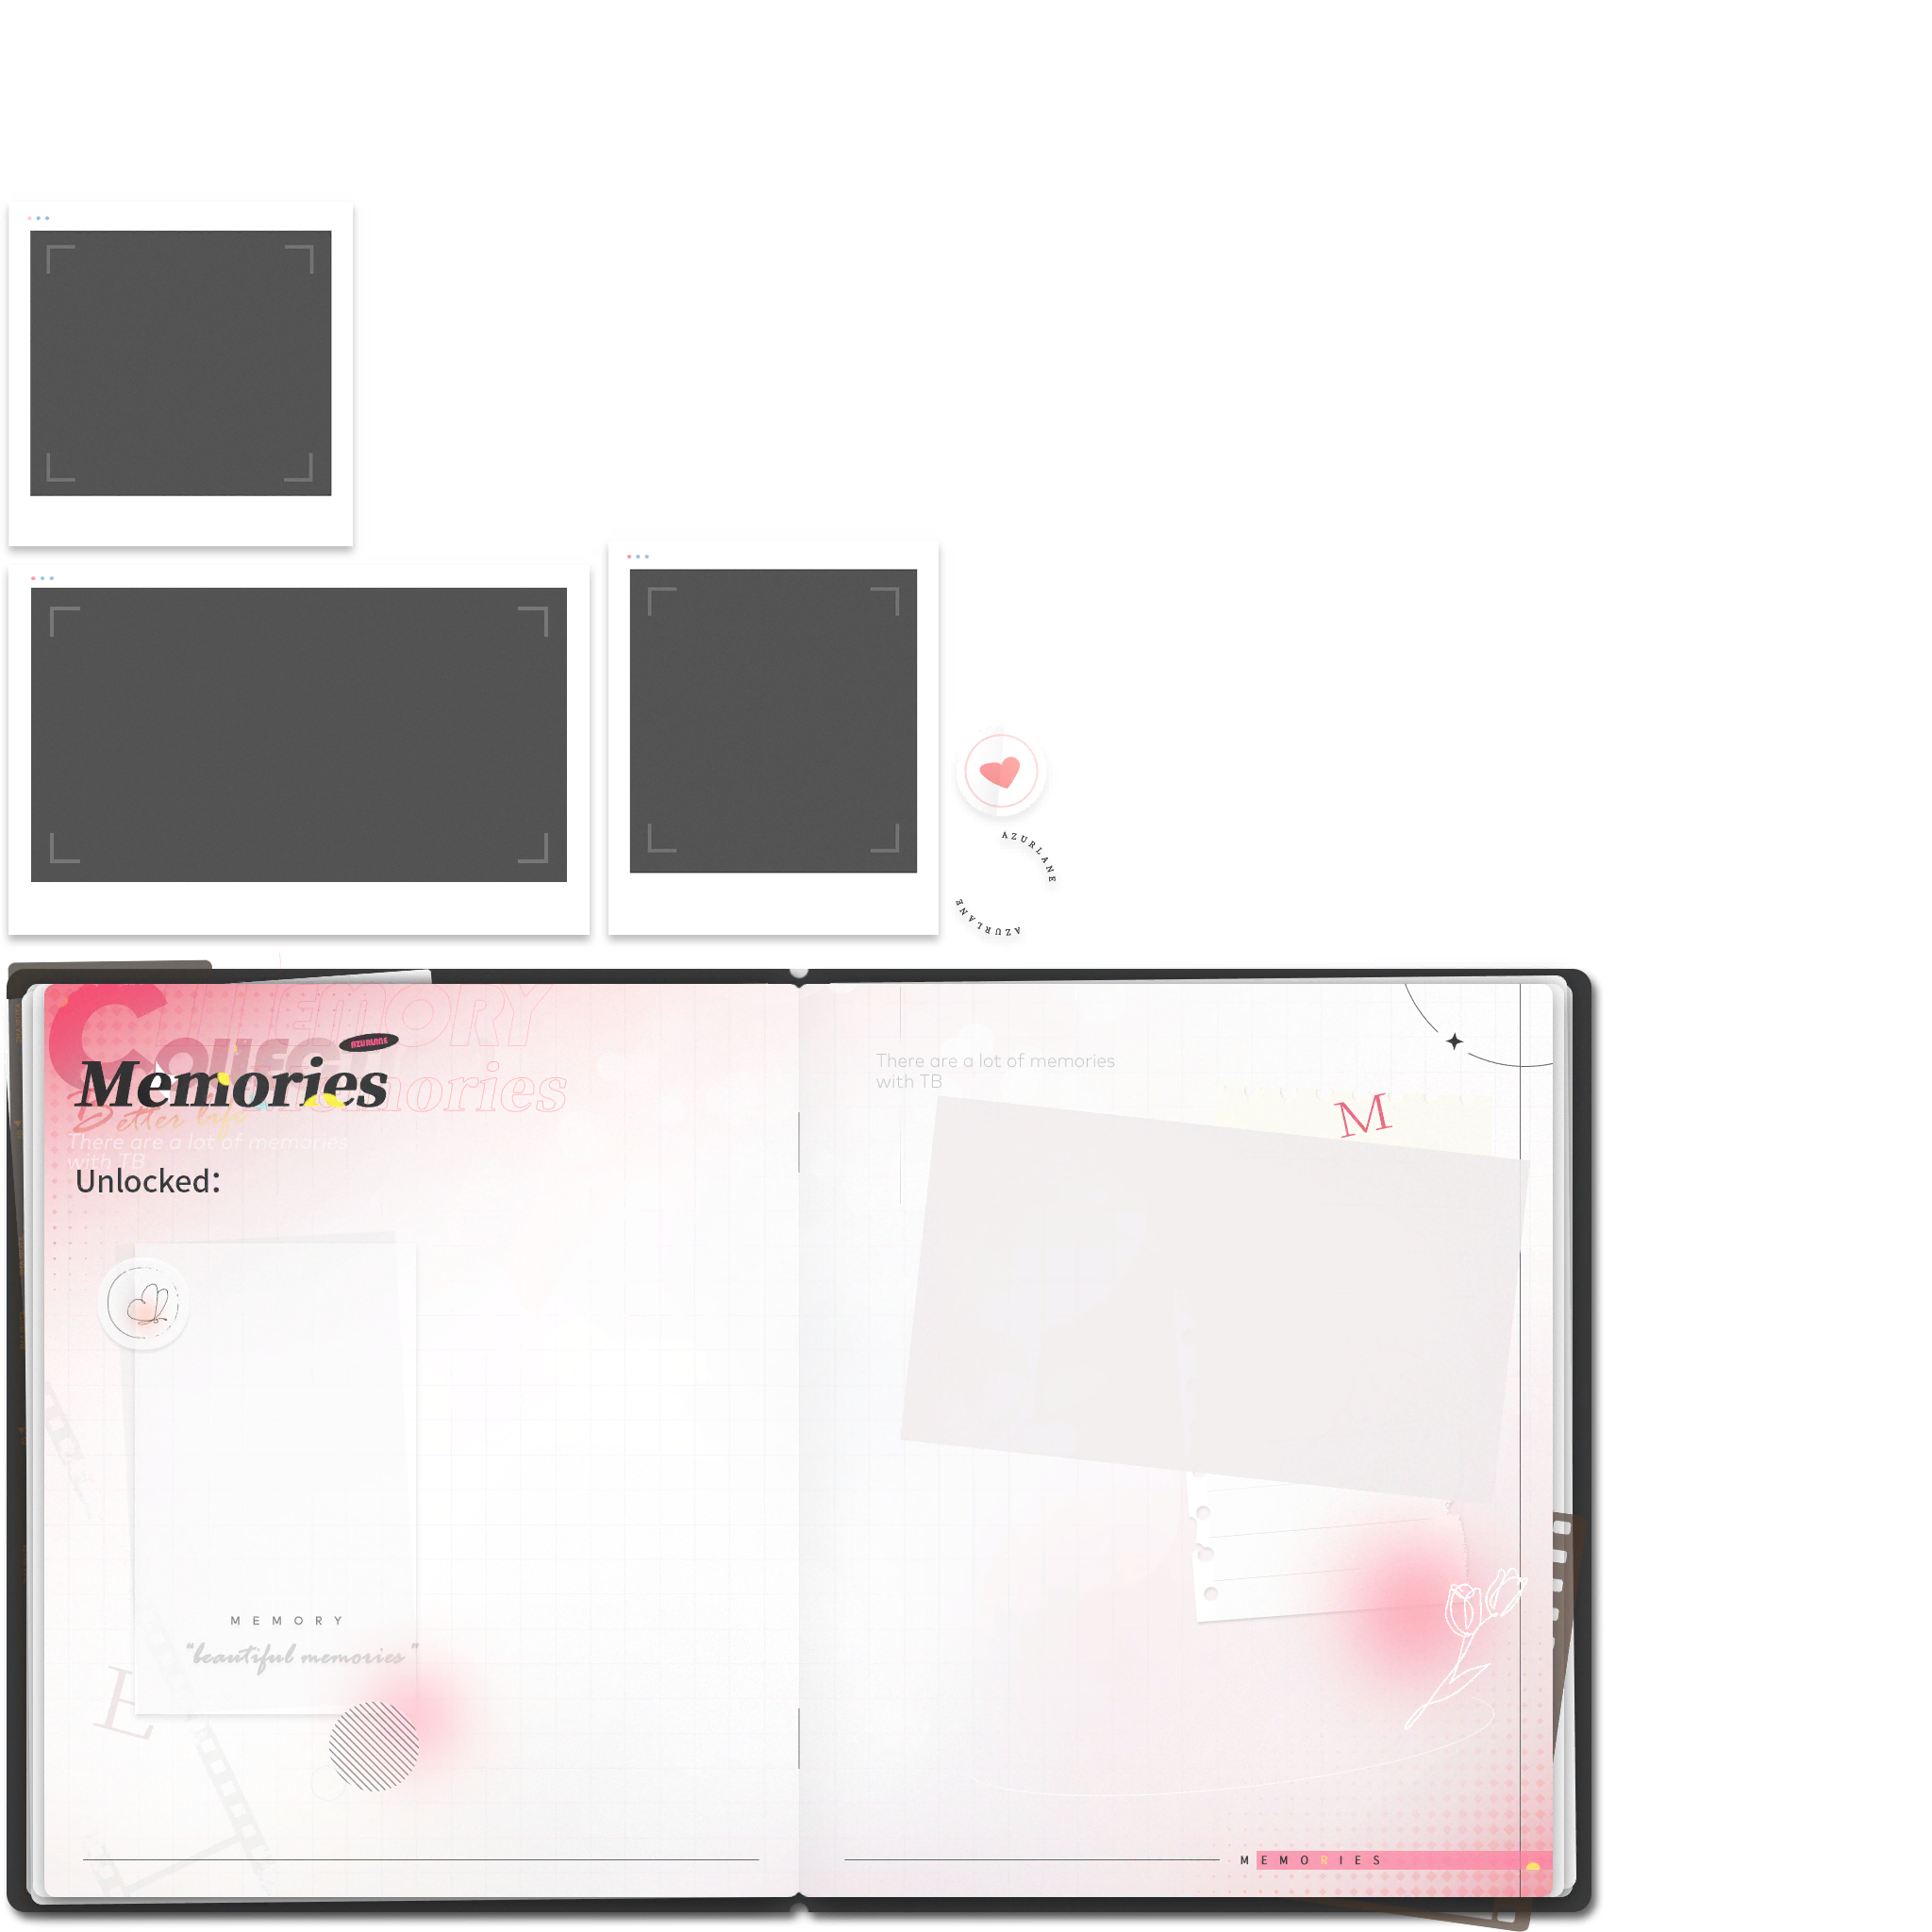 AZURLANE
AZURLANE
MEMORY
COLLEC
AZURLANE
Memories
Memories
Better life
There are a lot of memories
with TB
Unlocked:
MEMORY
"beautiful memories"
E
There are a lot of memories
with TB
M
MEMORIES